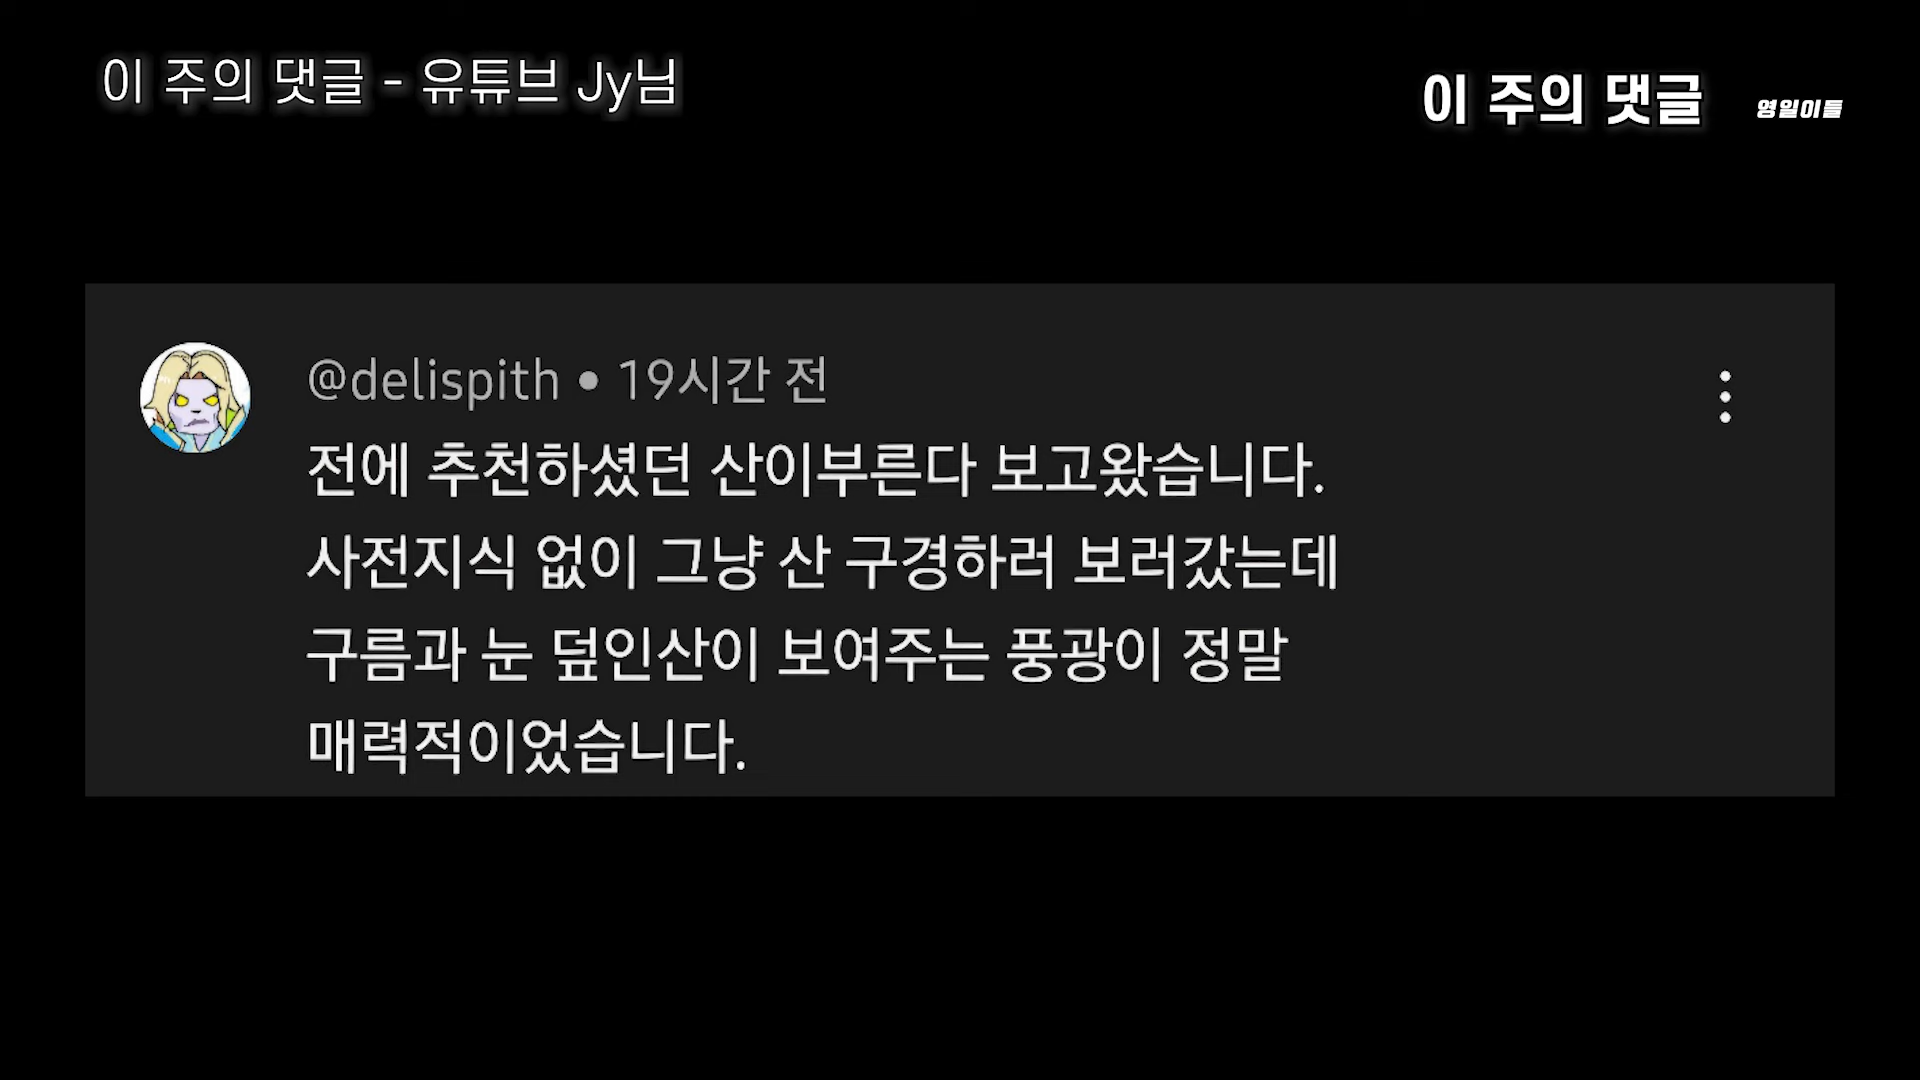 이 주의 댓글 - 유튜브 Jy님
이 주의 댓글
영일이들
@delispith • 19시간 전
전에 추천하셨던 산이부른다 보고왔습니다.
사전지식 없이 그냥 산 구경하러 보러갔는데
구름과 눈 덮인산이 보여주는 풍광이 정말
매력적이었습니다.